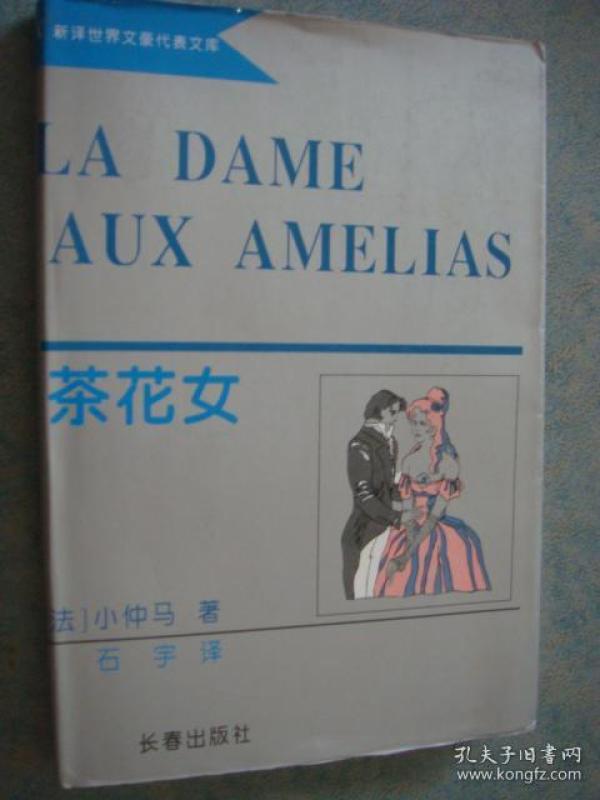 新译世界文豪代表文库
LA DAME
AUX AMELIAS
茶花女
法]小仲马 著
石宇译
长春出版社
孔夫子旧书网
www.kongfz.com